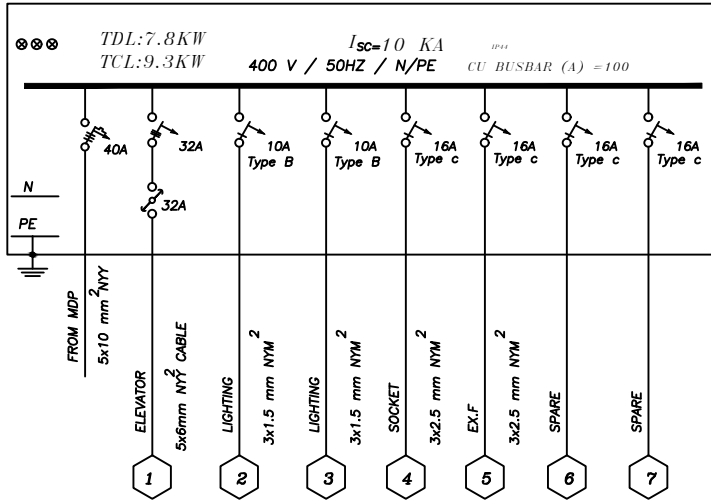 TDL:7.8KW
TCL:9.3KW
Isc=10 KA
IP44
400 V / 50HZ / N/PE
CU BUSBAR (A) =100
40A
32A
10A
Type B
10A
Type B
16A
Type c
16A
Type c
16A
Type c
16A
Type c
32A
N
PE
FROM MDP
5x10 mm2 NYY
ELEVATOR
5x6mm2 NYY CABLE
LIGHTING
3x1.5 mm2 NYM
LIGHTING
3x1.5 mm2 NYM
SOCKET
3x2.5 mm2 NYM
EX.F
3x2.5 mm2 NYM
SPARE
SPARE
1
2
3
4
5
6
7